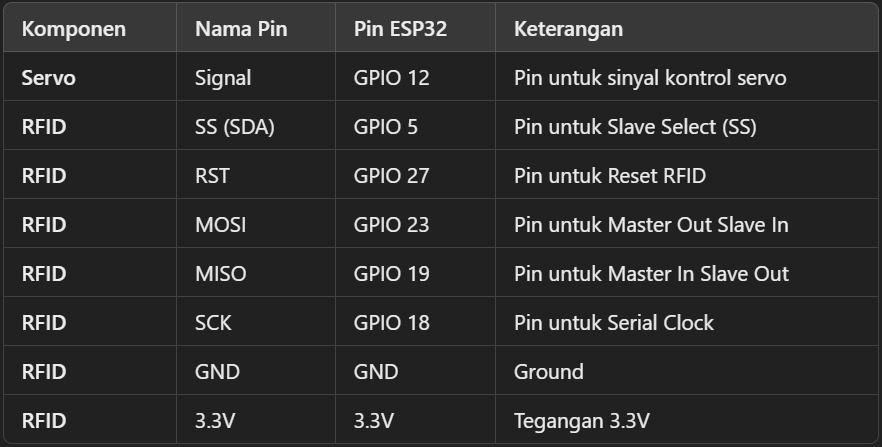 Komponen Nama Pin Pin ESP32 Keterangan
Servo Signal GPIO 12 Pin untuk sinyal kontrol servo
RFID SS (SDA) GPIO 5 Pin untuk Slave Select (SS)
RFID RST GPIO 27 Pin untuk Reset RFID
RFID MOSI GPIO 23 Pin untuk Master Out Slave In
RFID MISO GPIO 19 Pin untuk Master In Slave Out
RFID SCK GPIO 18 Pin untuk Serial Clock
RFID GND GND Ground
RFID 3.3V 3.3V Tegangan 3.3V